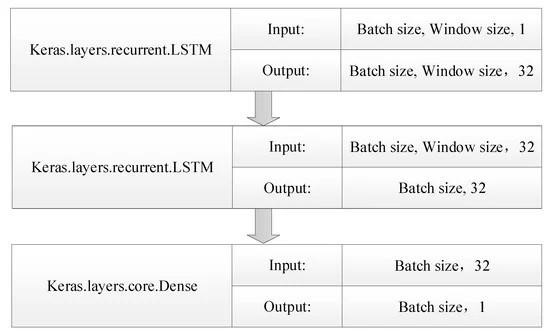 Keras.layers.recurrent.LSTM
Input:
Batch size, Window size, 1
Output:
Batch size, Window size，32
Keras.layers.recurrent.LSTM
Input:
Batch size, Window size，32
Output:
Batch size, 32
Keras.layers.core.Dense
Input:
Batch size，32
Output:
Batch size，1